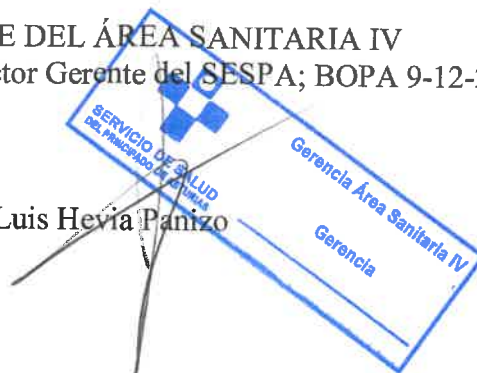 E DEL ÁREA SANITARIA IV
ctor Gerente del SESPA; BOPA 9-12-
Luis Hevia Panizo
SERVICIO DE SALUD
DEL PRINCIPADO DE ASTURIAS
Gerencia Área Sanitaria IV
Gerencia